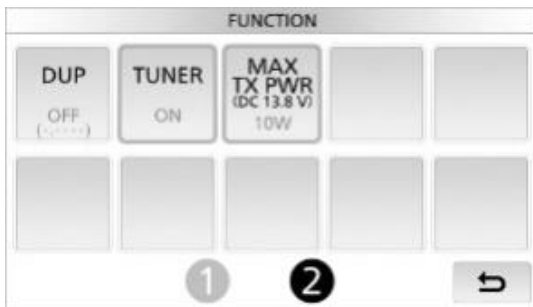 FUNCTION
DUP
OFF
TUNER
ON
MAX
TX PWR
(DC 13.8 V)
10W
1
2